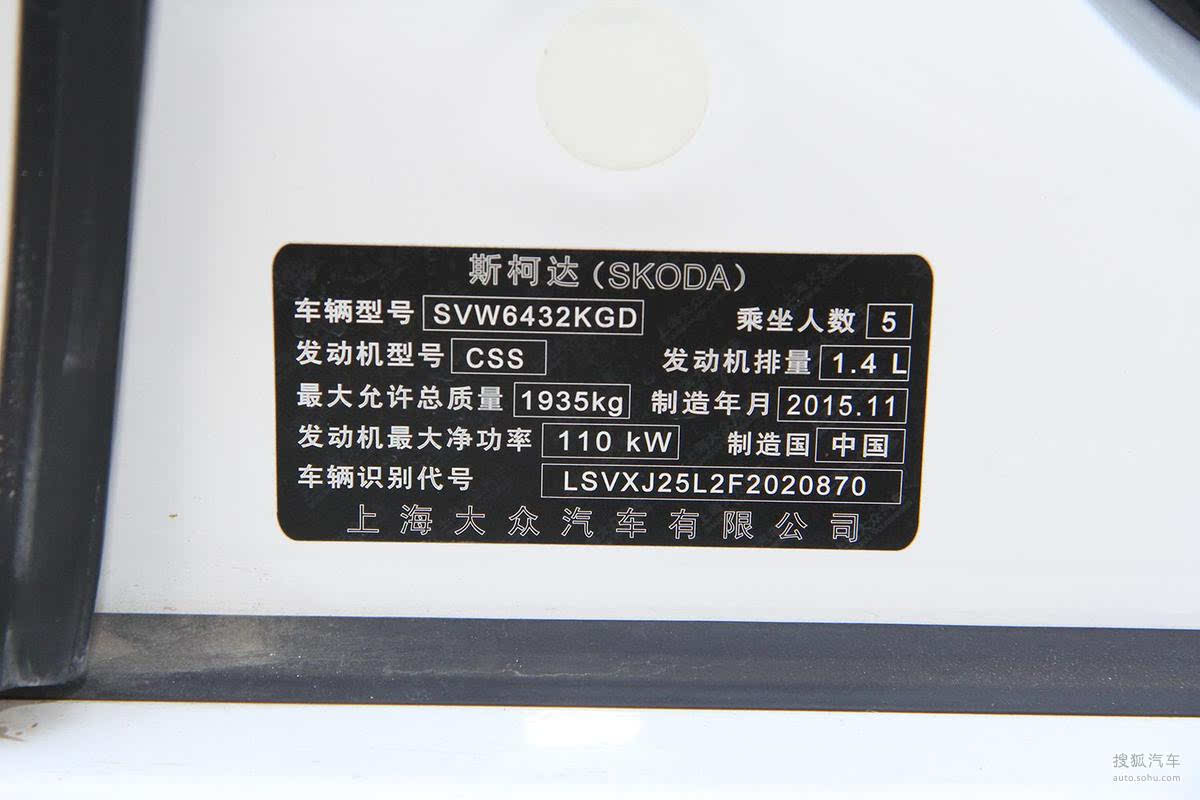 斯柯达(SKODA)
车辆型号 SVW6432KGD 乘坐人数 5
发动机型号 CSS 发动机排量 1.4 L
最大允许总质量 1935kg 制造年月 2015.11
发动机最大净功率 110 kW 制造国 中国
车辆识别代号 LSVXJ25L2F2020870
上海大众汽车有限公司
搜狐汽车
auto.sohu.com